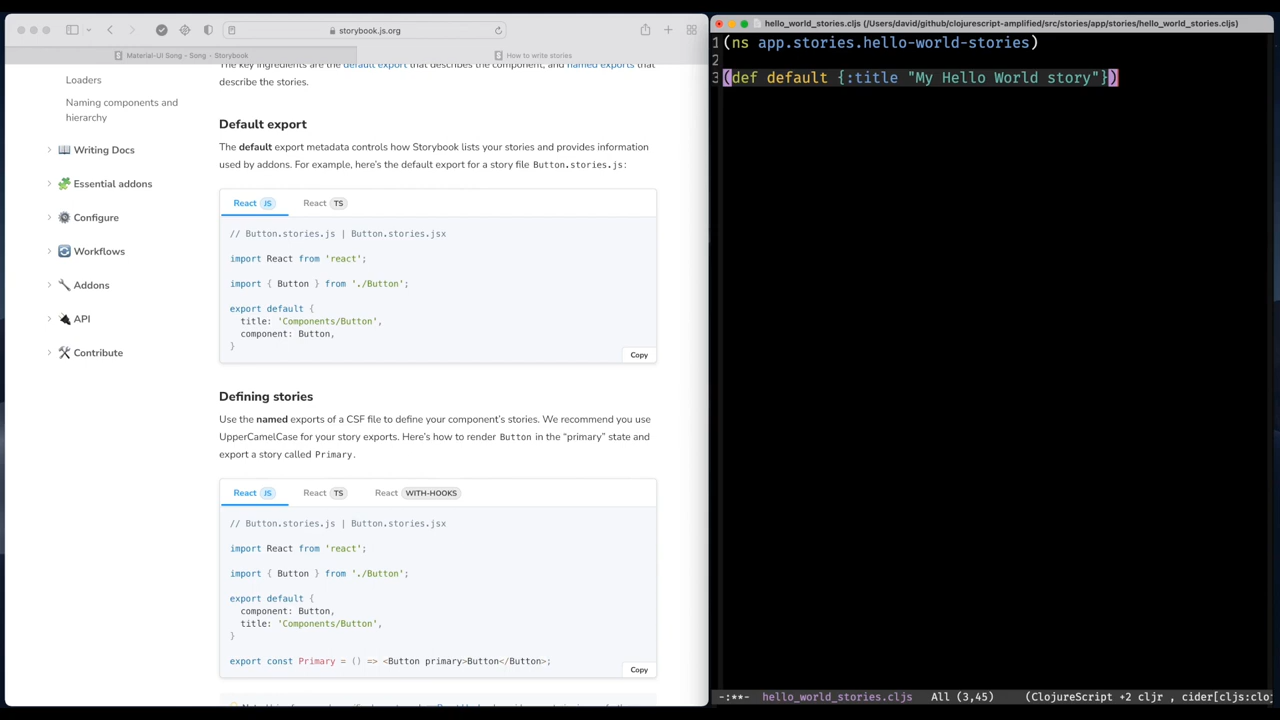 storybook.js.org
Material-UI Song - Song - Storybook
How to write stories
Loaders
Naming components and
hierarchy
Writing Docs
Essential addons
Configure
Workflows
Addons
API
Contribute
The key ingredients are the default export that describes the component, and named exports that
describe the stories.
Default export
The default export metadata controls how Storybook lists your stories and provides information
used by addons. For example, here's the default export for a story file Button.stories.js:
React JS React TS
// Button.stories.js | Button.stories.jsx
import React from 'react';
import { Button } from './Button';
export default {
title: 'Components/Button',
component: Button,
}
Copy
Defining stories
Use the named exports of a CSF file to define your component's stories. We recommend you use
UpperCamelCase for your story exports. Here's how to render Button in the "primary" state and
export a story called Primary.
React JS React TS React WITH-HOOKS
// Button.stories.js | Button.stories.jsx
import React from 'react';
import { Button } from './Button';
export default {
component: Button,
title: 'Components/Button',
}
export const Primary = () => <Button primary>Button</Button>;
Copy
hello_world_stories.cljs (/Users/david/github/clojurescript-amplified/src/stories/app/stories/hello_world_stories.cljs)
1 (ns app.stories.hello-world-stories)
2
3 (def default {:title "My Hello World story"})
-:**- hello_world_stories.cljs All (3,45) (ClojureScript +2 cljr , cider[cljs:clo